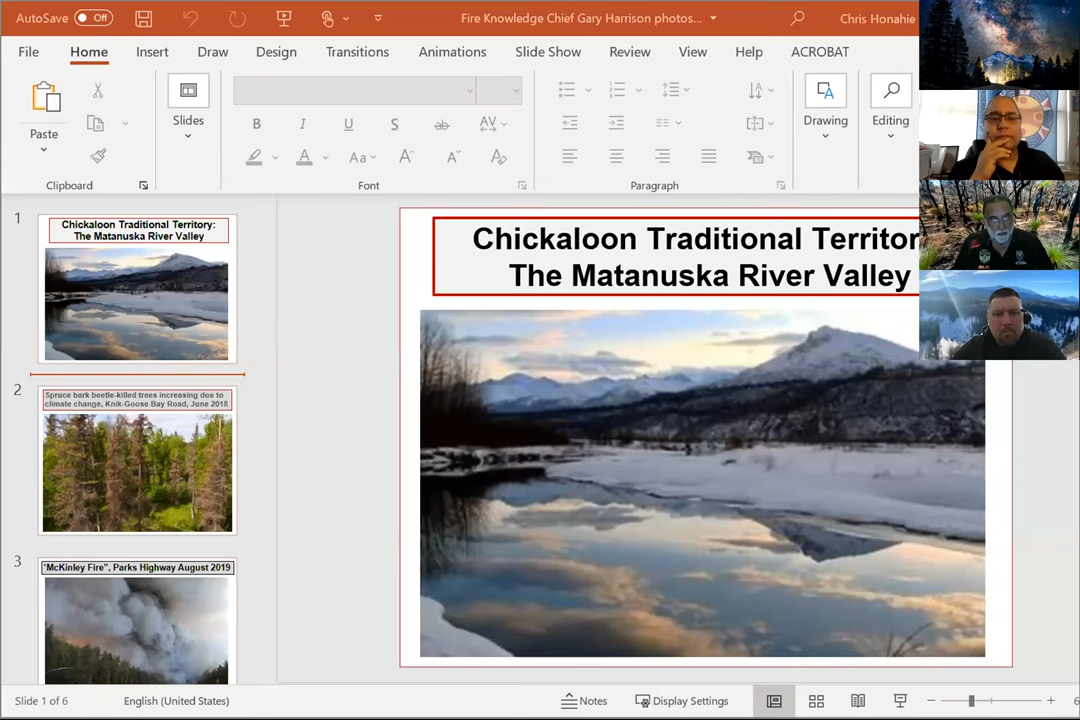 AutoSave Off Fire Knowledge Chief Gary Harrison photos... Chris Honahie
File Home Insert Draw Design Transitions Animations Slide Show Review View Help ACROBAT
Paste Slides Drawing Editing
Clipboard Font Paragraph
1
Chickaloon Traditional Territory:
The Matanuska River Valley
2
Spruce bark beetle-killed trees increasing due to
climate change, Knik-Goose Bay Road, June 2018
3
"McKinley Fire", Parks Highway August 2019
Chickaloon Traditional Territor
The Matanuska River Valley
Slide 1 of 6 English (United States) Notes Display Settings 6